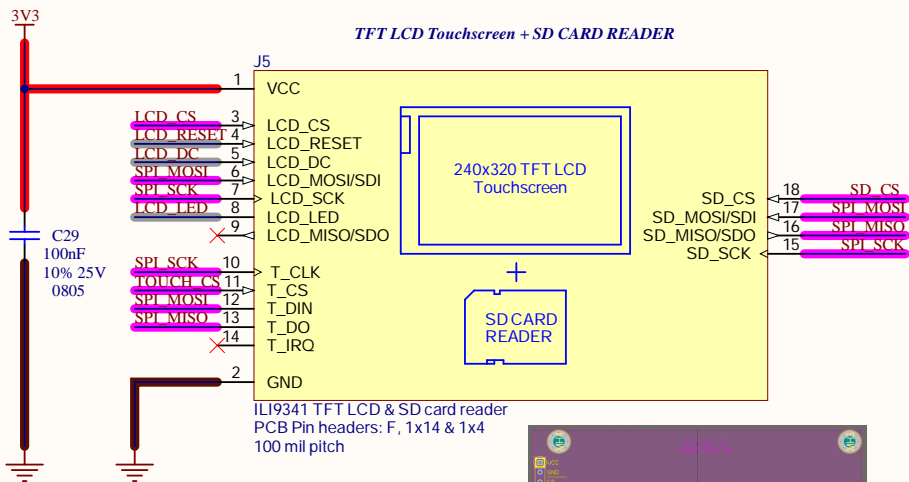 3V3
TFT LCD Touchscreen + SD CARD READER
J5
1 VCC
LCD_CS 3 LCD_CS
LCD_RESET 4 LCD_RESET
LCD_DC 5 LCD_DC
SPI_MOSI 6 LCD_MOSI/SDI
SPI_SCK 7 LCD_SCK
LCD_LED 8 LCD_LED
9 LCD_MISO/SDO
SPI_SCK 10 T_CLK
TOUCH_CS 11 T_CS
SPI_MOSI 12 T_DIN
SPI_MISO 13 T_DO
14 T_IRQ
2 GND
240x320 TFT LCD
Touchscreen
SD CARD
READER
SD_CS 18 SD_CS
SD_MOSI/SDI 17 SPI_MOSI
SD_MISO/SDO 16 SPI_MISO
SD_SCK 15 SPI_SCK
C29
100nF
10% 25V
0805
ILI9341 TFT LCD & SD card reader
PCB Pin headers: F, 1x14 & 1x4
100 mil pitch
VCC
GND